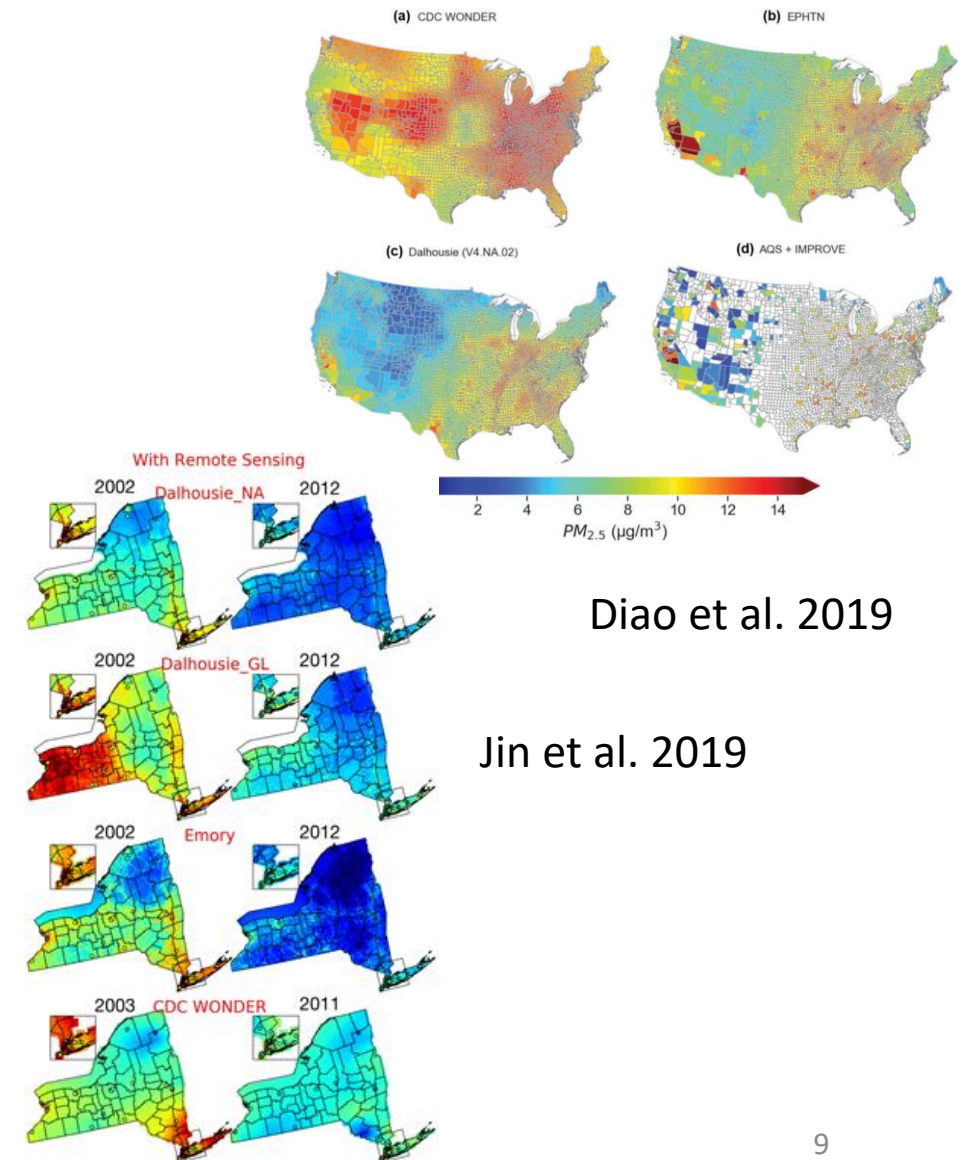 (a) CDC WONDER
(b) EPHTN
(c) Dalhousie (V4.NA.02)
(d) AQS + IMPROVE
2 4 6 8 10 12 14
PM2.5 (µg/m³)
With Remote Sensing
2002 Dalhousie_NA 2012
2002 Dalhousie_GL 2012
2002 Emory 2012
2003 CDC WONDER 2011
Diao et al. 2019
Jin et al. 2019
9